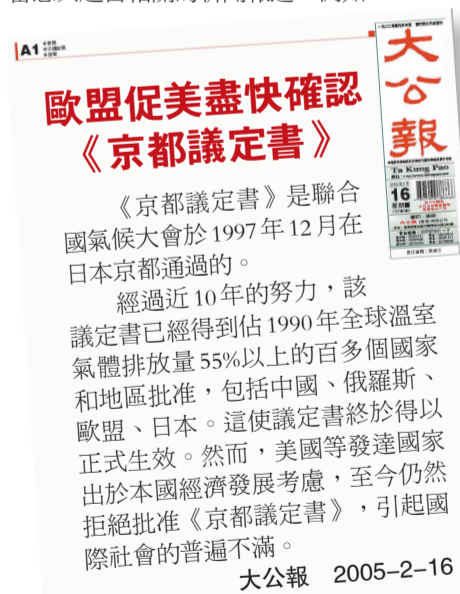 A1
大公報
Ta Kung Pao
16
歐盟促美盡快確認
《京都議定書》
《京都議定書》是聯合
國氣候大會於1997年12月在
日本京都通過的。
經過近10年的努力，該
議定書已經得到佔1990年全球溫室
氣體排放量55%以上的百多個國家
和地區批准，包括中國、俄羅斯、
歐盟、日本。這使議定書終於得以
正式生效。然而，美國等發達國家
出於本國經濟發展考慮，至今仍然
拒絕批准《京都議定書》，引起國
際社會的普遍不滿。
大公報 2005-2-16